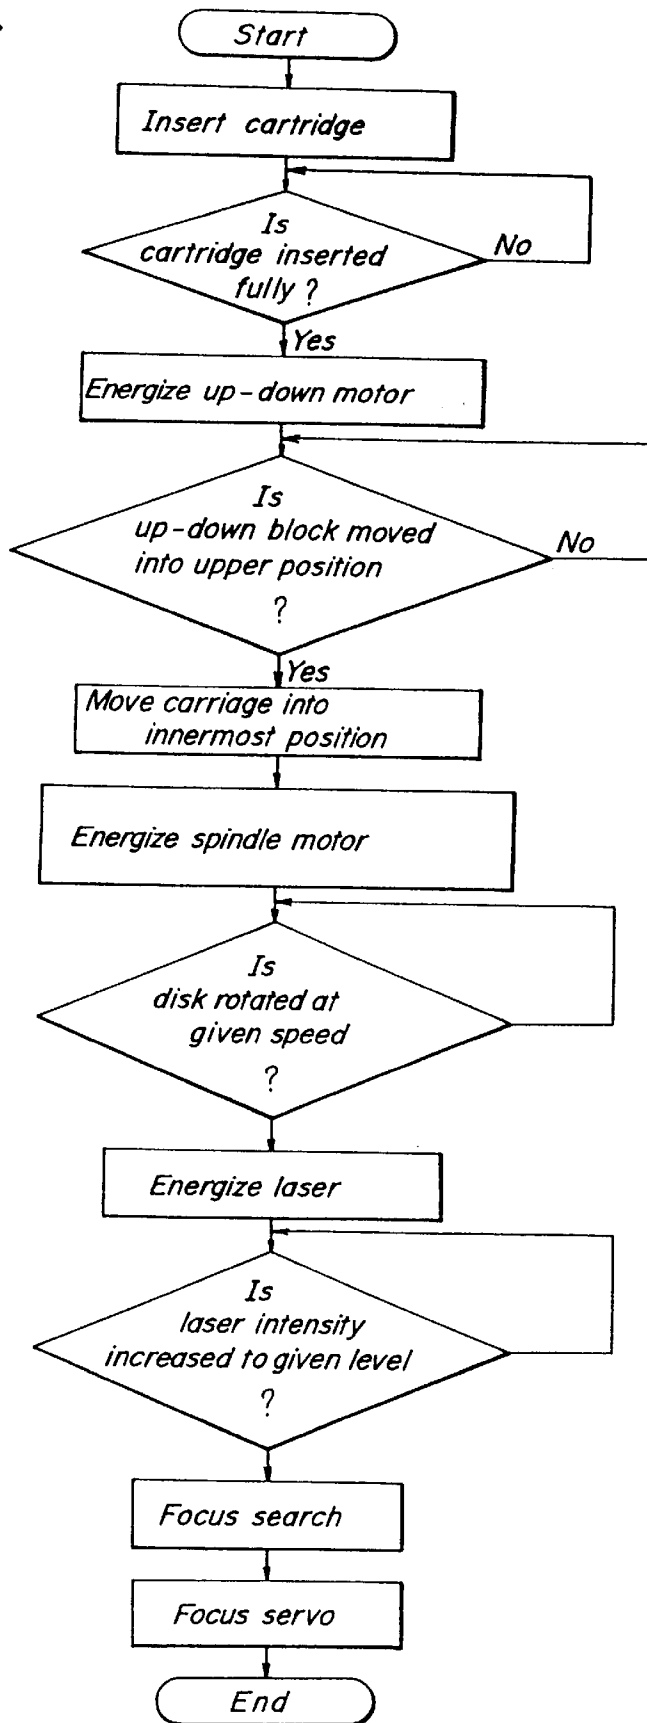 Start
Insert cartridge
Is
cartridge inserted
fully ?
No
Yes
Energize up-down motor
Is
up-down block moved
into upper position
?
No
Yes
Move carriage into
innermost position
Energize spindle motor
Is
disk rotated at
given speed
?
Energize laser
Is
laser intensity
increased to given level
?
Focus search
Focus servo
End